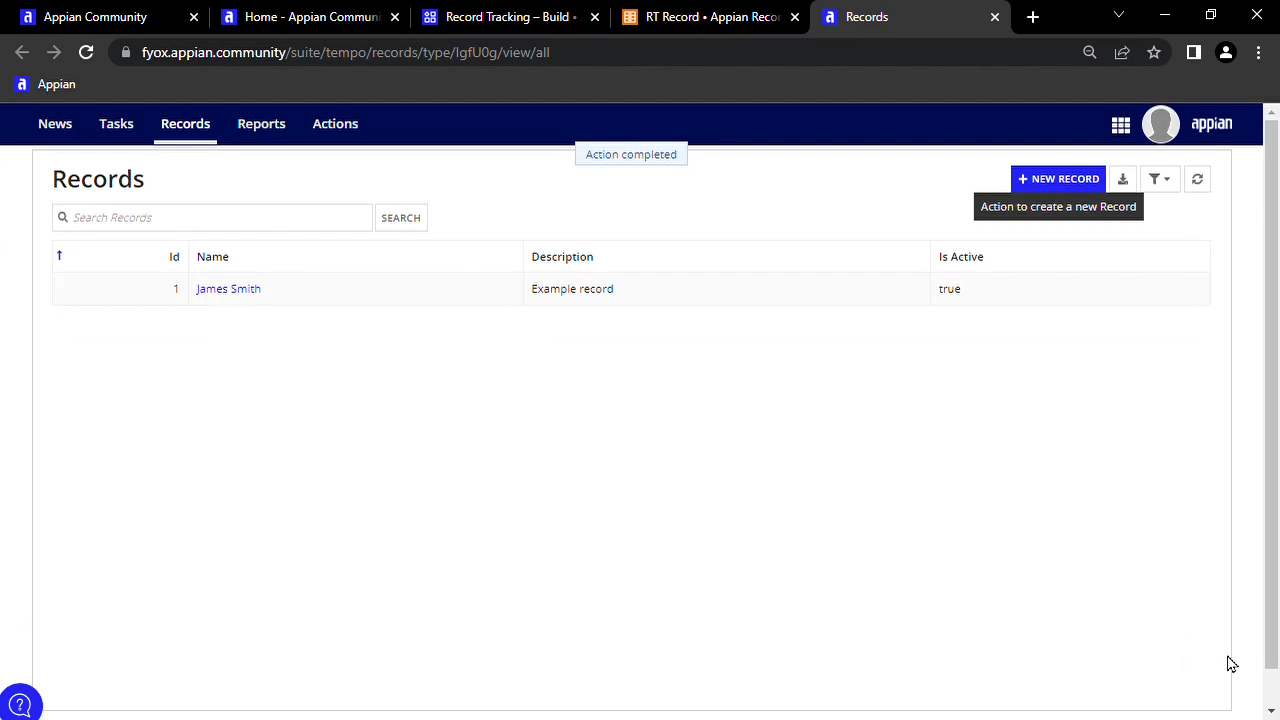 Appian Community
Home - Appian Communi
Record Tracking – Build •
RT Record • Appian Recor
Records
fyox.appian.community/suite/tempo/records/type/lgfU0g/view/all
Appian
News Tasks Records Reports Actions
appian
Action completed
Records
+ NEW RECORD
Action to create a new Record
Search Records
SEARCH
Id Name Description Is Active
1 James Smith Example record true